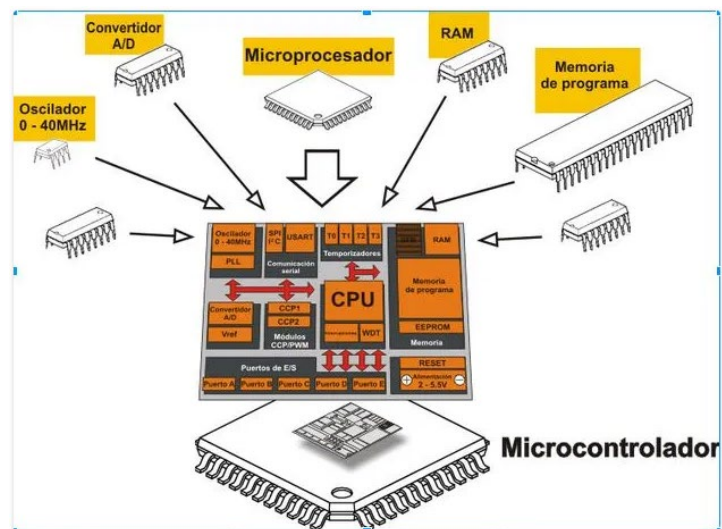 Convertidor
A/D
Microprocesador
RAM
Memoria
de programa
Oscilador
0 - 40MHz
Oscilador
0 - 40MHz
PLL
SPI
I²C
USART
Comunicación
serial
T0 T1 T2 T3
Temporizadores
RAM
Memoria
de programa
EEPROM
Memoria
CPU
WDT
Convertidor
A/D
Vref
CCP1
CCP2
Módulos
CCP/PWM
Puertos de E/S
Puerto A Puerto B Puerto C Puerto D Puerto E
RESET
Alimentación
+ 2 - 5.5V −
Microcontrolador